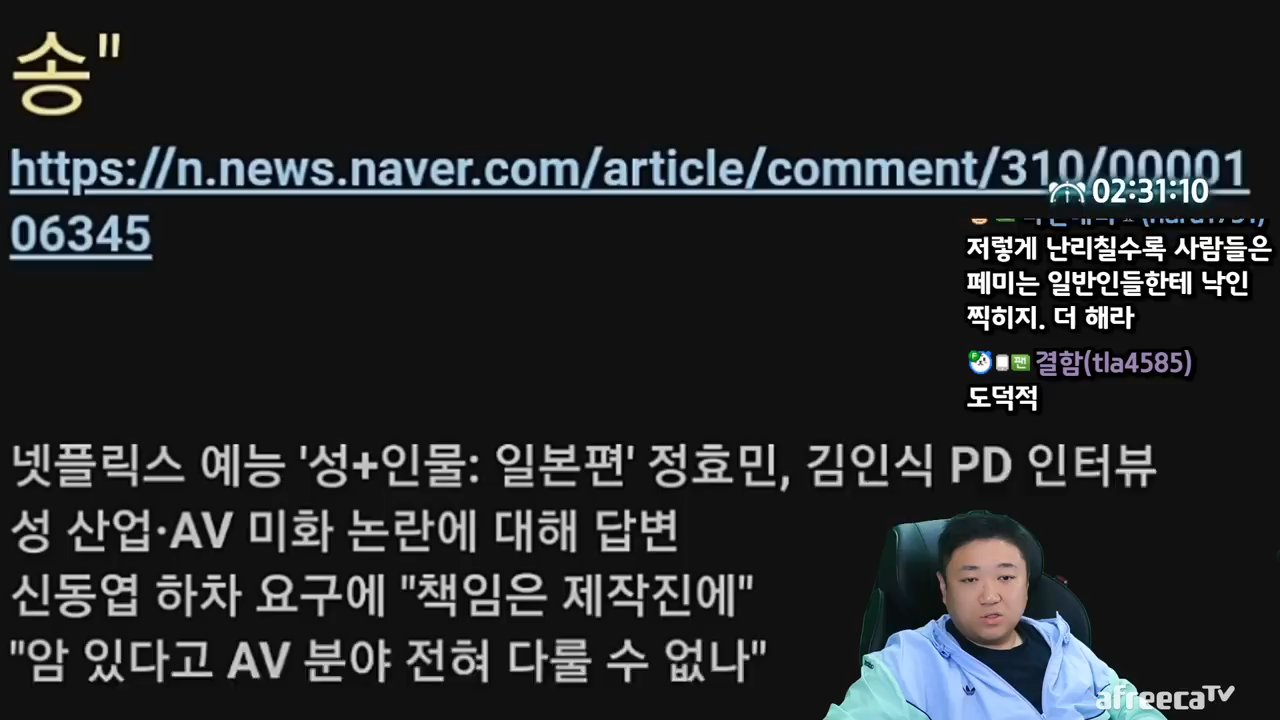 송"
https://n.news.naver.com/article/comment/310/00001
06345
02:31:10
저렇게 난리칠수록 사람들은
페미는 일반인들한테 낙인
찍히지. 더 해라
팬 결함(tla4585)
도덕적
넷플릭스 예능 '성+인물: 일본편' 정효민, 김인식 PD 인터뷰
성 산업·AV 미화 논란에 대해 답변
신동엽 하차 요구에 "책임은 제작진에"
"암 있다고 AV 분야 전혀 다룰 수 없나"
afreecaTV